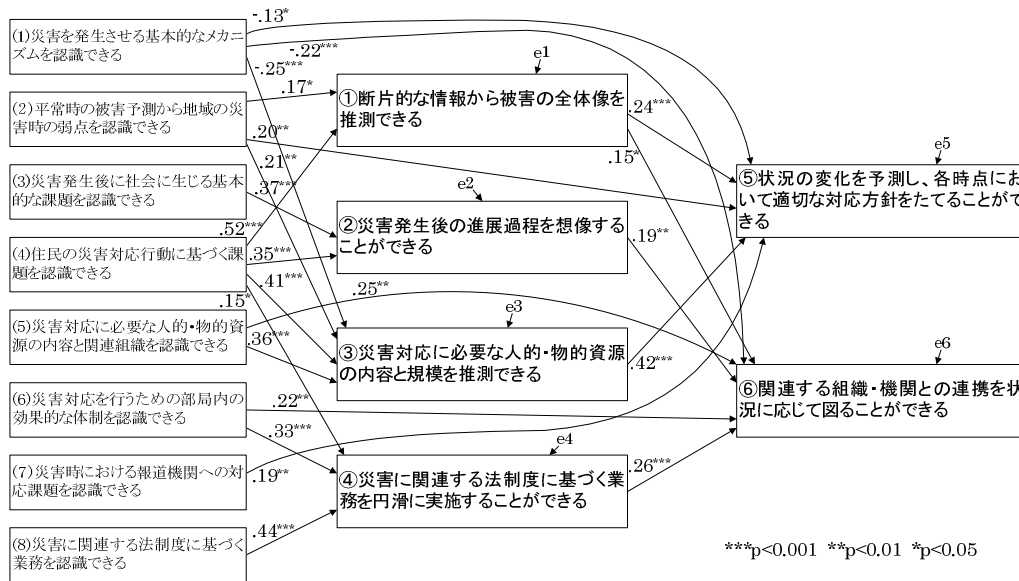 (1)災害を発生させる基本的なメカニ
ズムを認識できる
(2)平常時の被害予測から地域の災
害時の弱点を認識できる
(3)災害発生後に社会に生じる基本
的な課題を認識できる
(4)住民の災害対応行動に基づく課
題を認識できる
(5)災害対応に必要な人的・物的資
源の内容と関連組織を認識できる
(6)災害対応を行うための部局内の
効果的な体制を認識できる
(7)災害時における報道機関への対
応課題を認識できる
(8)災害に関連する法制度に基づく
業務を認識できる
-.13*
-.22***
-.25***
.17*
.20**
.21**
.37***
.52***
.35***
.41***
.15*
.25**
.36***
.22**
.33***
.19**
.44***
e1
①断片的な情報から被害の全体像を
推測できる
e2
②災害発生後の進展過程を想像する
ことができる
e3
③災害対応に必要な人的・物的資源
の内容と規模を推測できる
e4
④災害に関連する法制度に基づく業
務を円滑に実施することができる
.24***
.15*
.19**
.42***
.26***
e5
⑤状況の変化を予測し、各時点にお
いて適切な対応方針をたてることがで
きる
e6
⑥関連する組織・機関との連携を状
況に応じて図ることができる
***p<0.001 **p<0.01 *p<0.05